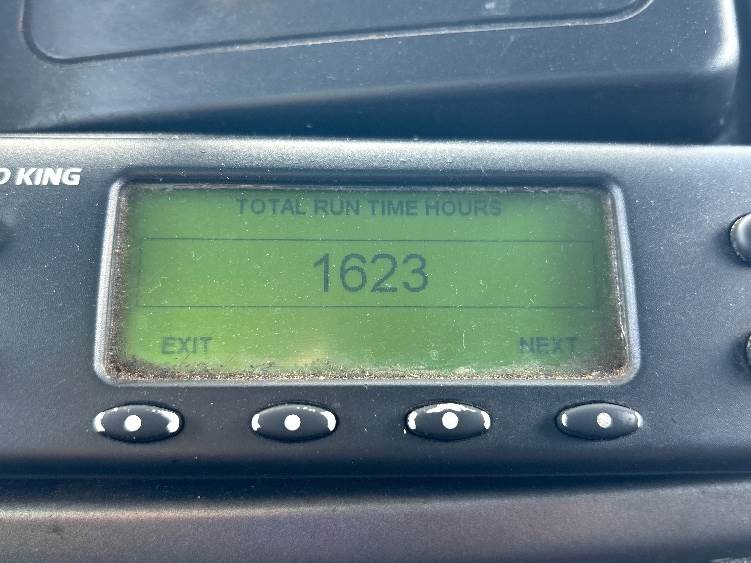 KING
TOTAL RUN TIME HOURS
1623
EXIT NEXT